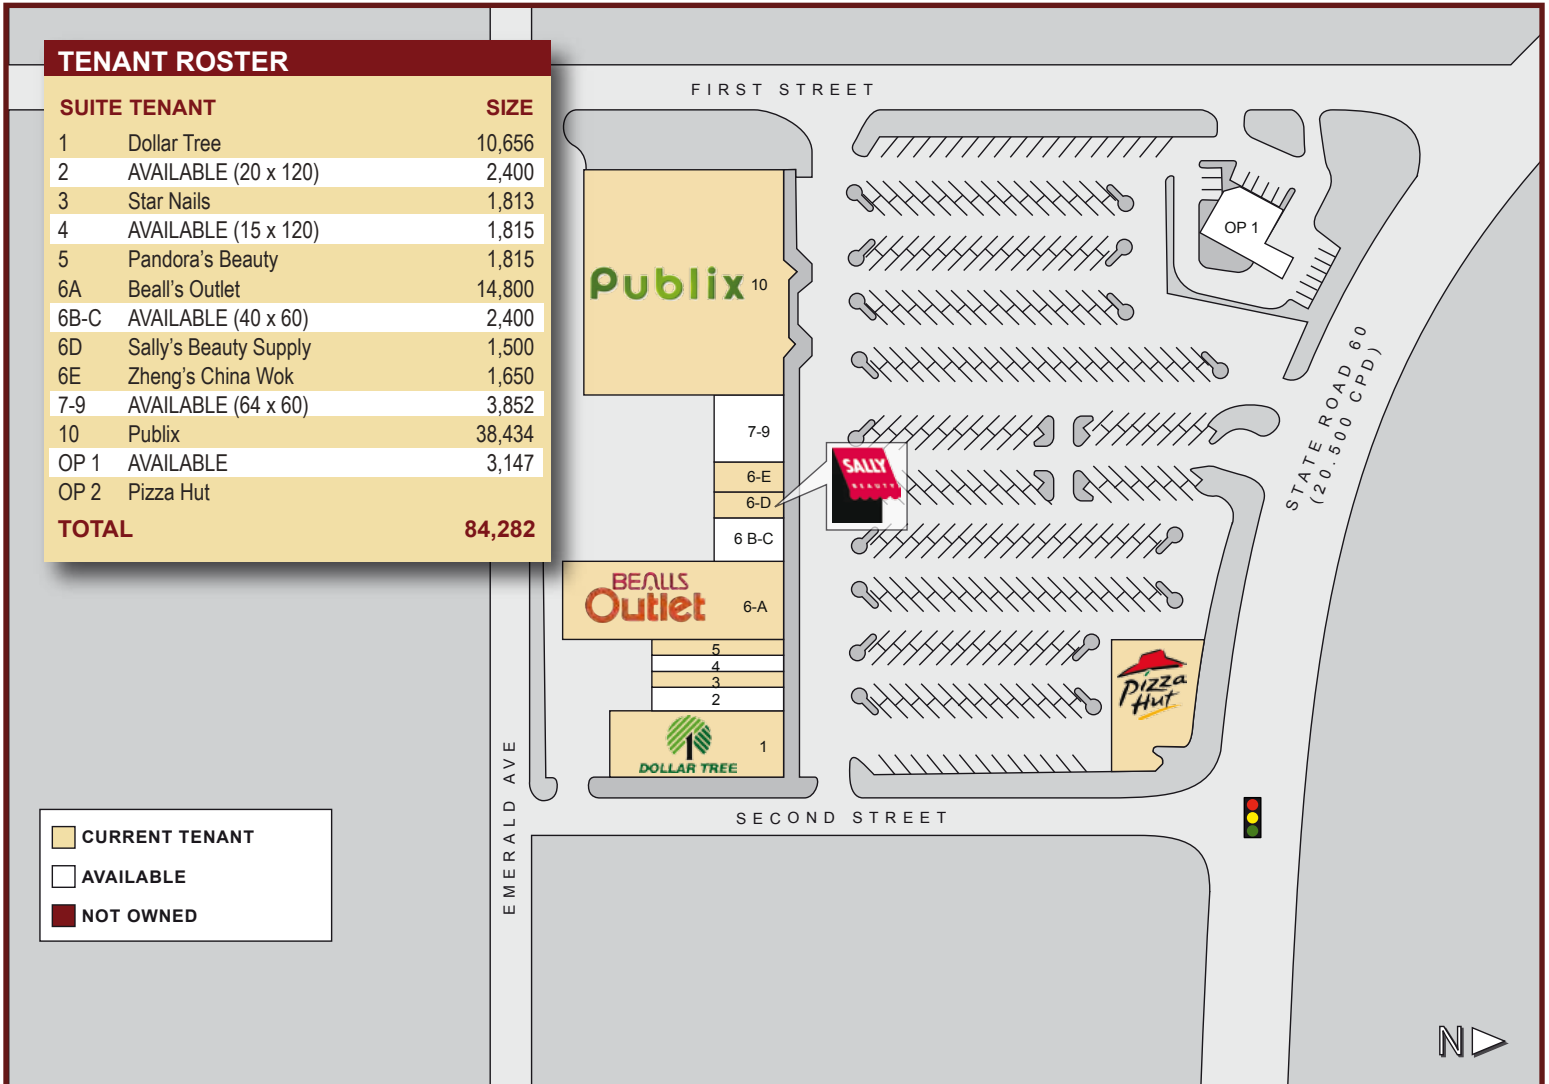 TENANT ROSTER
SUITE TENANT SIZE
1 Dollar Tree 10,656
2 AVAILABLE (20 x 120) 2,400
3 Star Nails 1,813
4 AVAILABLE (15 x 120) 1,815
5 Pandora's Beauty 1,815
6A Beall's Outlet 14,800
6B-C AVAILABLE (40 x 60) 2,400
6D Sally's Beauty Supply 1,500
6E Zheng's China Wok 1,650
7-9 AVAILABLE (64 x 60) 3,852
10 Publix 38,434
OP 1 AVAILABLE 3,147
OP 2 Pizza Hut
TOTAL 84,282
FIRST STREET
OP 1
Publix 10
STATE ROAD 60
(20.500 CPD)
7-9
6-E
6-D
SALLY
BEAUTY
6 B-C
BEALLS
Outlet
6-A
5
4
3
2
1
DOLLAR TREE
Pizza
Hut
EMERALD AVE
SECOND STREET
CURRENT TENANT
AVAILABLE
NOT OWNED
N